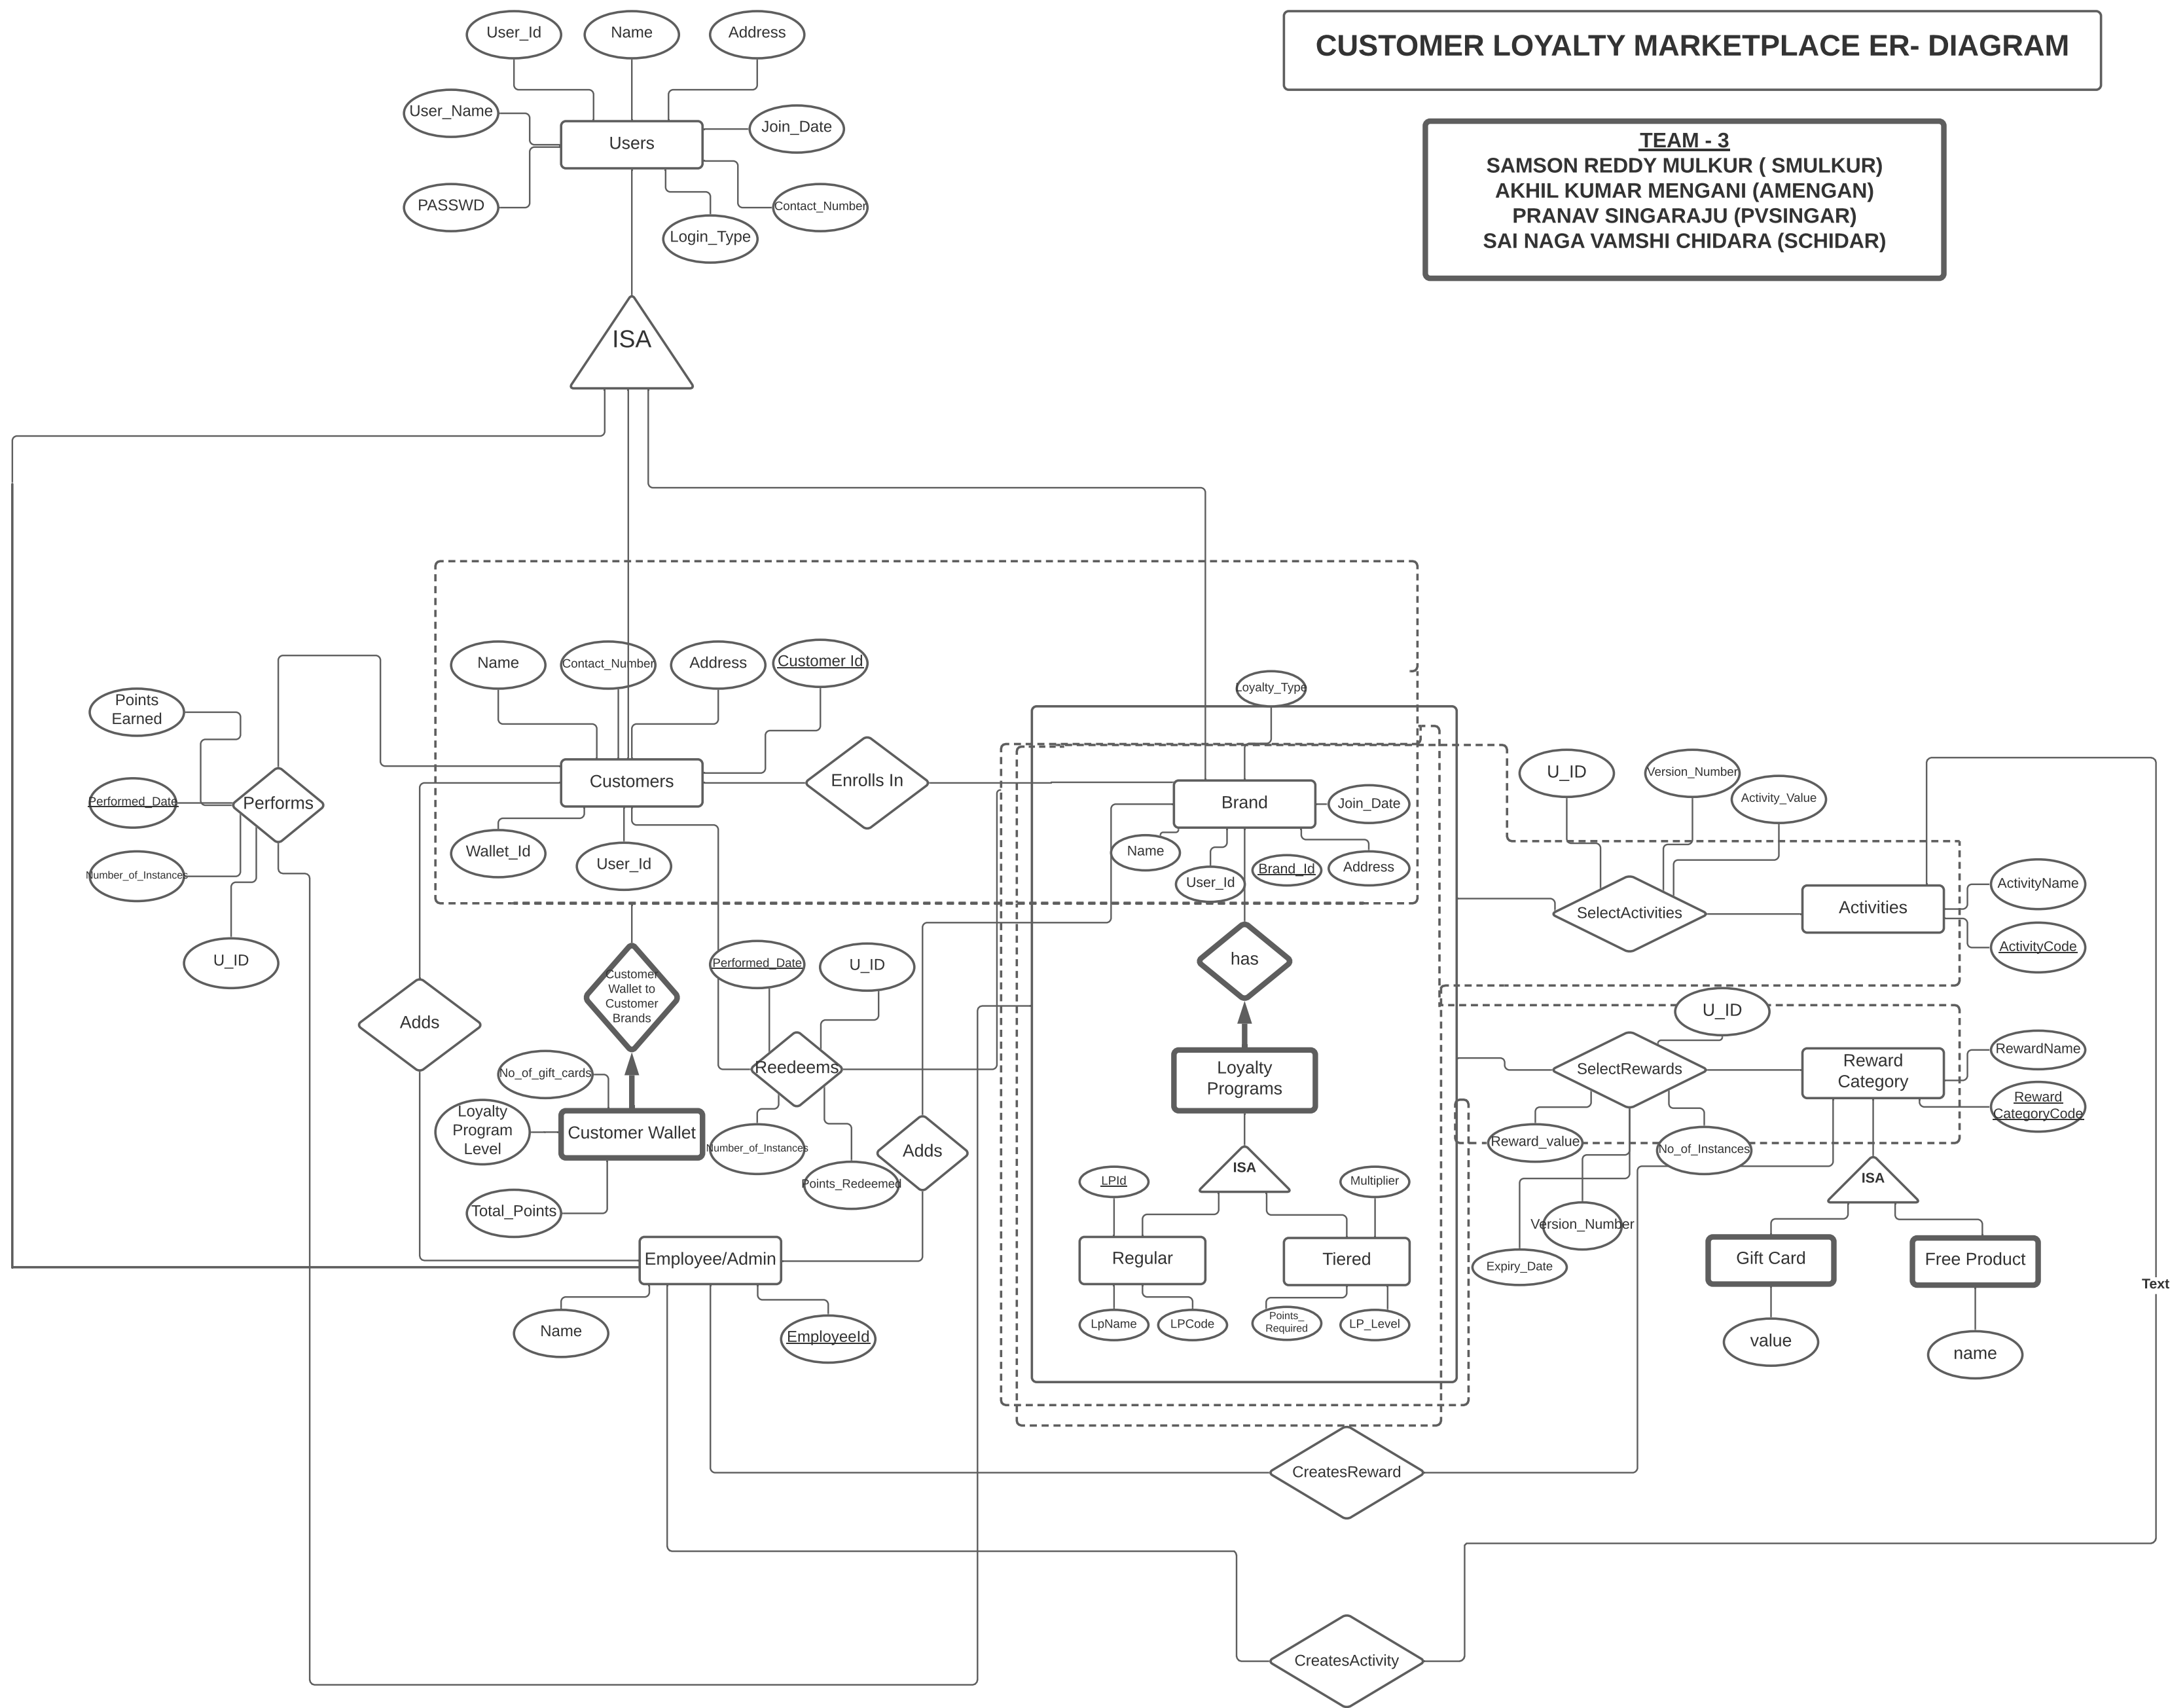 CUSTOMER LOYALTY MARKETPLACE ER- DIAGRAM
TEAM - 3
SAMSON REDDY MULKUR ( SMULKUR)
AKHIL KUMAR MENGANI (AMENGAN)
PRANAV SINGARAJU (PVSINGAR)
SAI NAGA VAMSHI CHIDARA (SCHIDAR)
User_Id
Name
Address
User_Name
Join_Date
Users
PASSWD
Contact_Number
Login_Type
ISA
Name
Contact_Number
Address
Customer Id
Loyalty_Type
Points
Earned
Performed_Date
Performs
Number_of_Instances
U_ID
Customers
Enrolls In
Wallet_Id
User_Id
Brand
Join_Date
Name
User_Id
Brand_Id
Address
U_ID
Version_Number
Activity_Value
SelectActivities
Activities
ActivityName
ActivityCode
has
Customer
Wallet to
Customer
Brands
Performed_Date
U_ID
Adds
Reedeems
No_of_gift_cards
Loyalty
Program
Level
Customer Wallet
Number_of_Instances
Points_Redeemed
Adds
Total_Points
Loyalty
Programs
U_ID
SelectRewards
Reward
Category
RewardName
Reward
CategoryCode
Reward_value
No_of_Instances
Version_Number
Expiry_Date
ISA
ISA
LPId
Multiplier
Regular
Tiered
LpName
LPCode
Points_
Required
LP_Level
Gift Card
Free Product
value
name
Text
Employee/Admin
Name
EmployeeId
CreatesReward
CreatesActivity